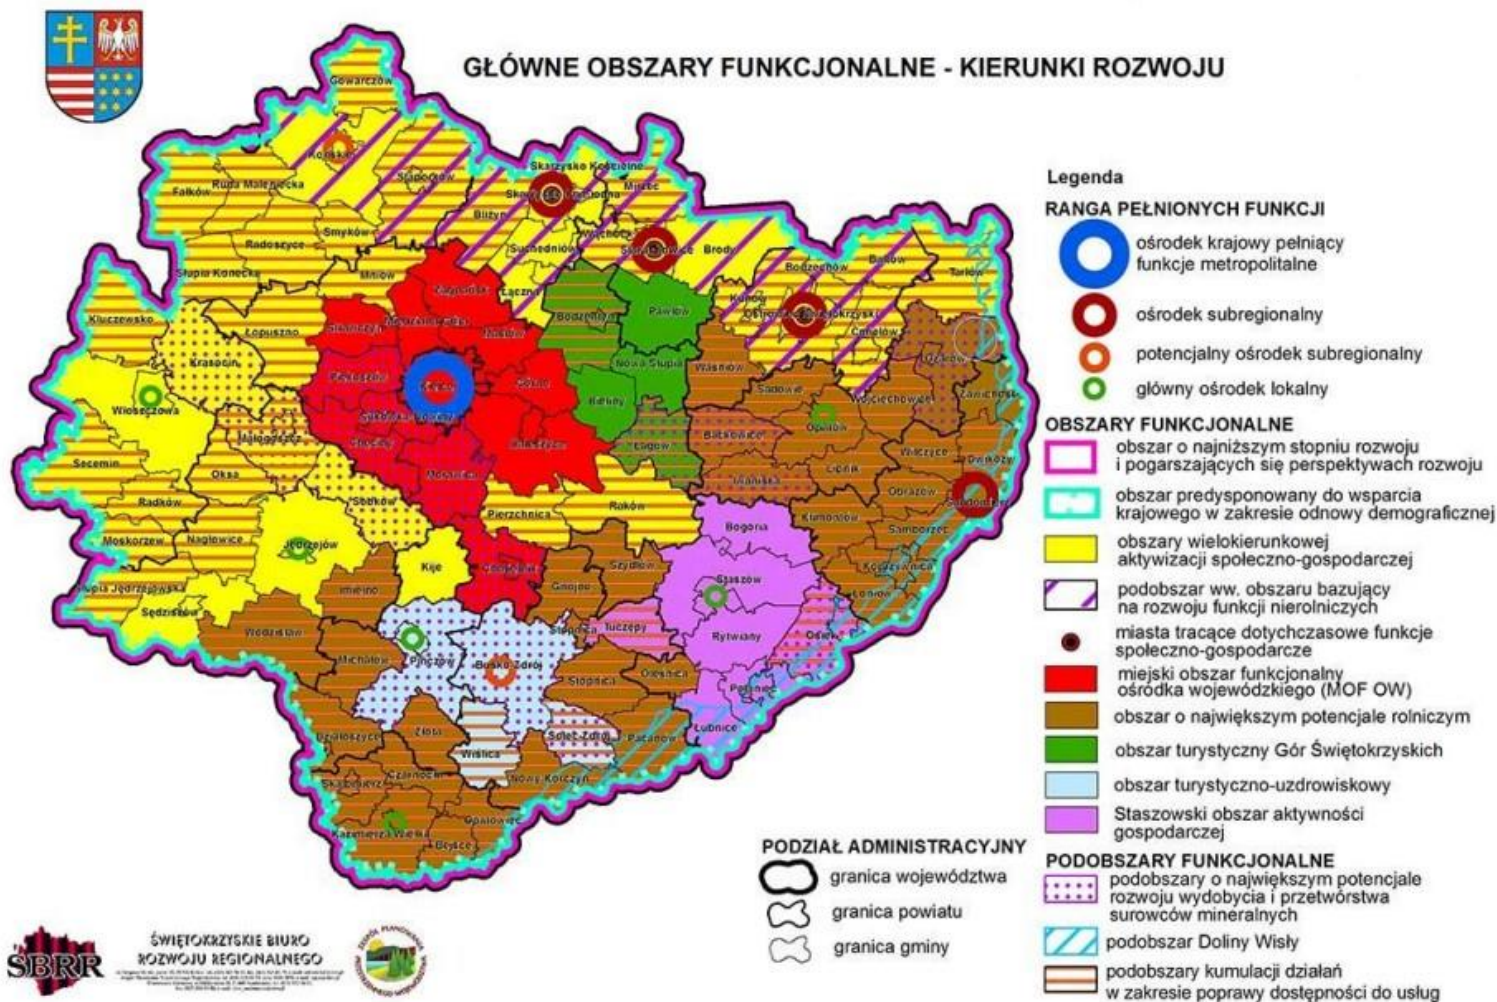 GŁÓWNE OBSZARY FUNKCJONALNE - KIERUNKI ROZWOJU
Gowarczów
Końskie
Stąporków
Fałków
Ruda Maleniecka
Skarżysko Kościelne
Mirzec
Bliżyn
Smyków
Radoszyce
Suchedniów
Brody
Słupia Konecka
Mniów
Łączna
Bodzechów
Bałtów
Tarłów
Kunów
Kluczewsko
Łopuszno
Bodzentyn
Pawłów
Krasocin
Nowa Słupia
Waśniów
Sadowie
Ożarów
Włoszczowa
Kielce
Górno
Bieliny
Wojciechowice
Zawichost
Opatów
Małogoszcz
Łagów
Baćkowice
Wilczyce
Dwikozy
Secemin
Oksa
Lipnik
Iwaniska
Obrazów
Radków
Sobków
Morawica
Pierzchnica
Raków
Klimontów
Samborzec
Moskorzew
Nagłowice
Jędrzejów
Bogoria
Koprzywnica
Słupia Jędrzejowska
Kije
Chmielnik
Gnojno
Szydłów
Staszów
Łoniów
Imielno
Sędziszów
Wodzisław
Tuczępy
Rytwiany
Osiek
Michałów
Pińczów
Busko-Zdrój
Stopnica
Oleśnica
Połaniec
Działoszyce
Złota
Wiślica
Solec-Zdrój
Pacanów
Łubnice
Czarnocin
Skalbmierz
Nowy Korczyn
Kazimierza Wielka
Opatowiec
Bejsce
Legenda
RANGA PEŁNIONYCH FUNKCJI
ośrodek krajowy pełniący
funkcje metropolitalne
ośrodek subregionalny
potencjalny ośrodek subregionalny
główny ośrodek lokalny
OBSZARY FUNKCJONALNE
obszar o najniższym stopniu rozwoju
i pogarszających się perspektywach rozwoju
obszar predysponowany do wsparcia
krajowego w zakresie odnowy demograficznej
obszary wielokierunkowej
aktywizacji społeczno-gospodarczej
podobszar ww. obszaru bazujący
na rozwoju funkcji nierolniczych
miasta tracące dotychczasowe funkcje
społeczno-gospodarcze
miejski obszar funkcjonalny
ośrodka wojewódzkiego (MOF OW)
obszar o największym potencjale rolniczym
obszar turystyczny Gór Świętokrzyskich
obszar turystyczno-uzdrowiskowy
Staszowski obszar aktywności
gospodarczej
PODOBSZARY FUNKCJONALNE
podobszary o największym potencjale
rozwoju wydobycia i przetwórstwa
surowców mineralnych
podobszar Doliny Wisły
podobszary kumulacji działań
w zakresie poprawy dostępności do usług
PODZIAŁ ADMINISTRACYJNY
granica województwa
granica powiatu
granica gminy
ŚBRR
ŚWIĘTOKRZYSKIE BIURO
ROZWOJU REGIONALNEGO